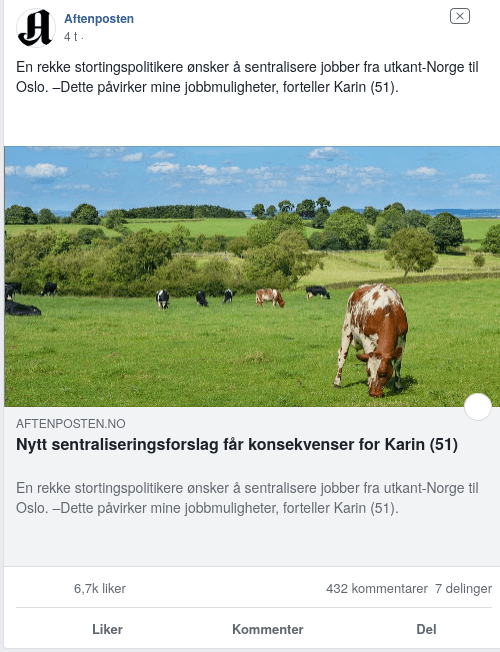 Aftenposten
4 t ·
En rekke stortingspolitikere ønsker å sentralisere jobber fra utkant-Norge til
Oslo. –Dette påvirker mine jobbmuligheter, forteller Karin (51).
AFTENPOSTEN.NO
Nytt sentraliseringsforslag får konsekvenser for Karin (51)
En rekke stortingspolitikere ønsker å sentralisere jobber fra utkant-Norge til
Oslo. –Dette påvirker mine jobbmuligheter, forteller Karin (51).
6,7k liker 432 kommentarer 7 delinger
Liker Kommenter Del